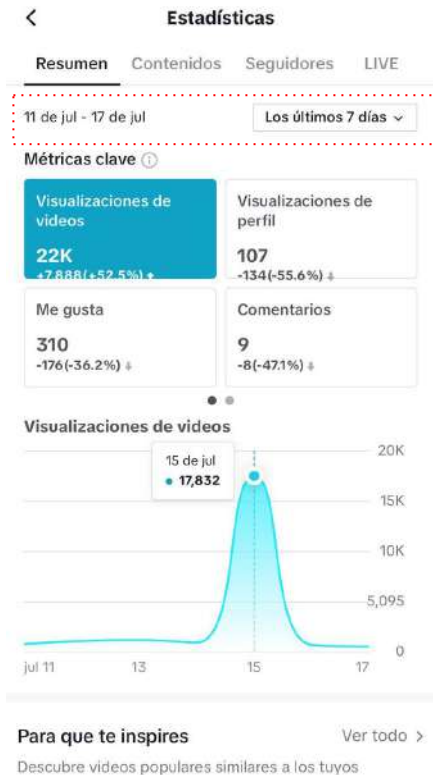 Estadísticas
Resumen Contenidos Seguidores LIVE
11 de jul - 17 de jul Los últimos 7 días
Métricas clave
Visualizaciones de videos
22K
+7,888(+52.5%)
Visualizaciones de perfil
107
-134(-55.6%)
Me gusta
310
-176(-36.2%)
Comentarios
9
-8(-47.1%)
Visualizaciones de videos
15 de jul
17,832
20K
15K
10K
5,095
0
jul 11 13 15 17
Para que te inspires Ver todo
Descubre videos populares similares a los tuyos